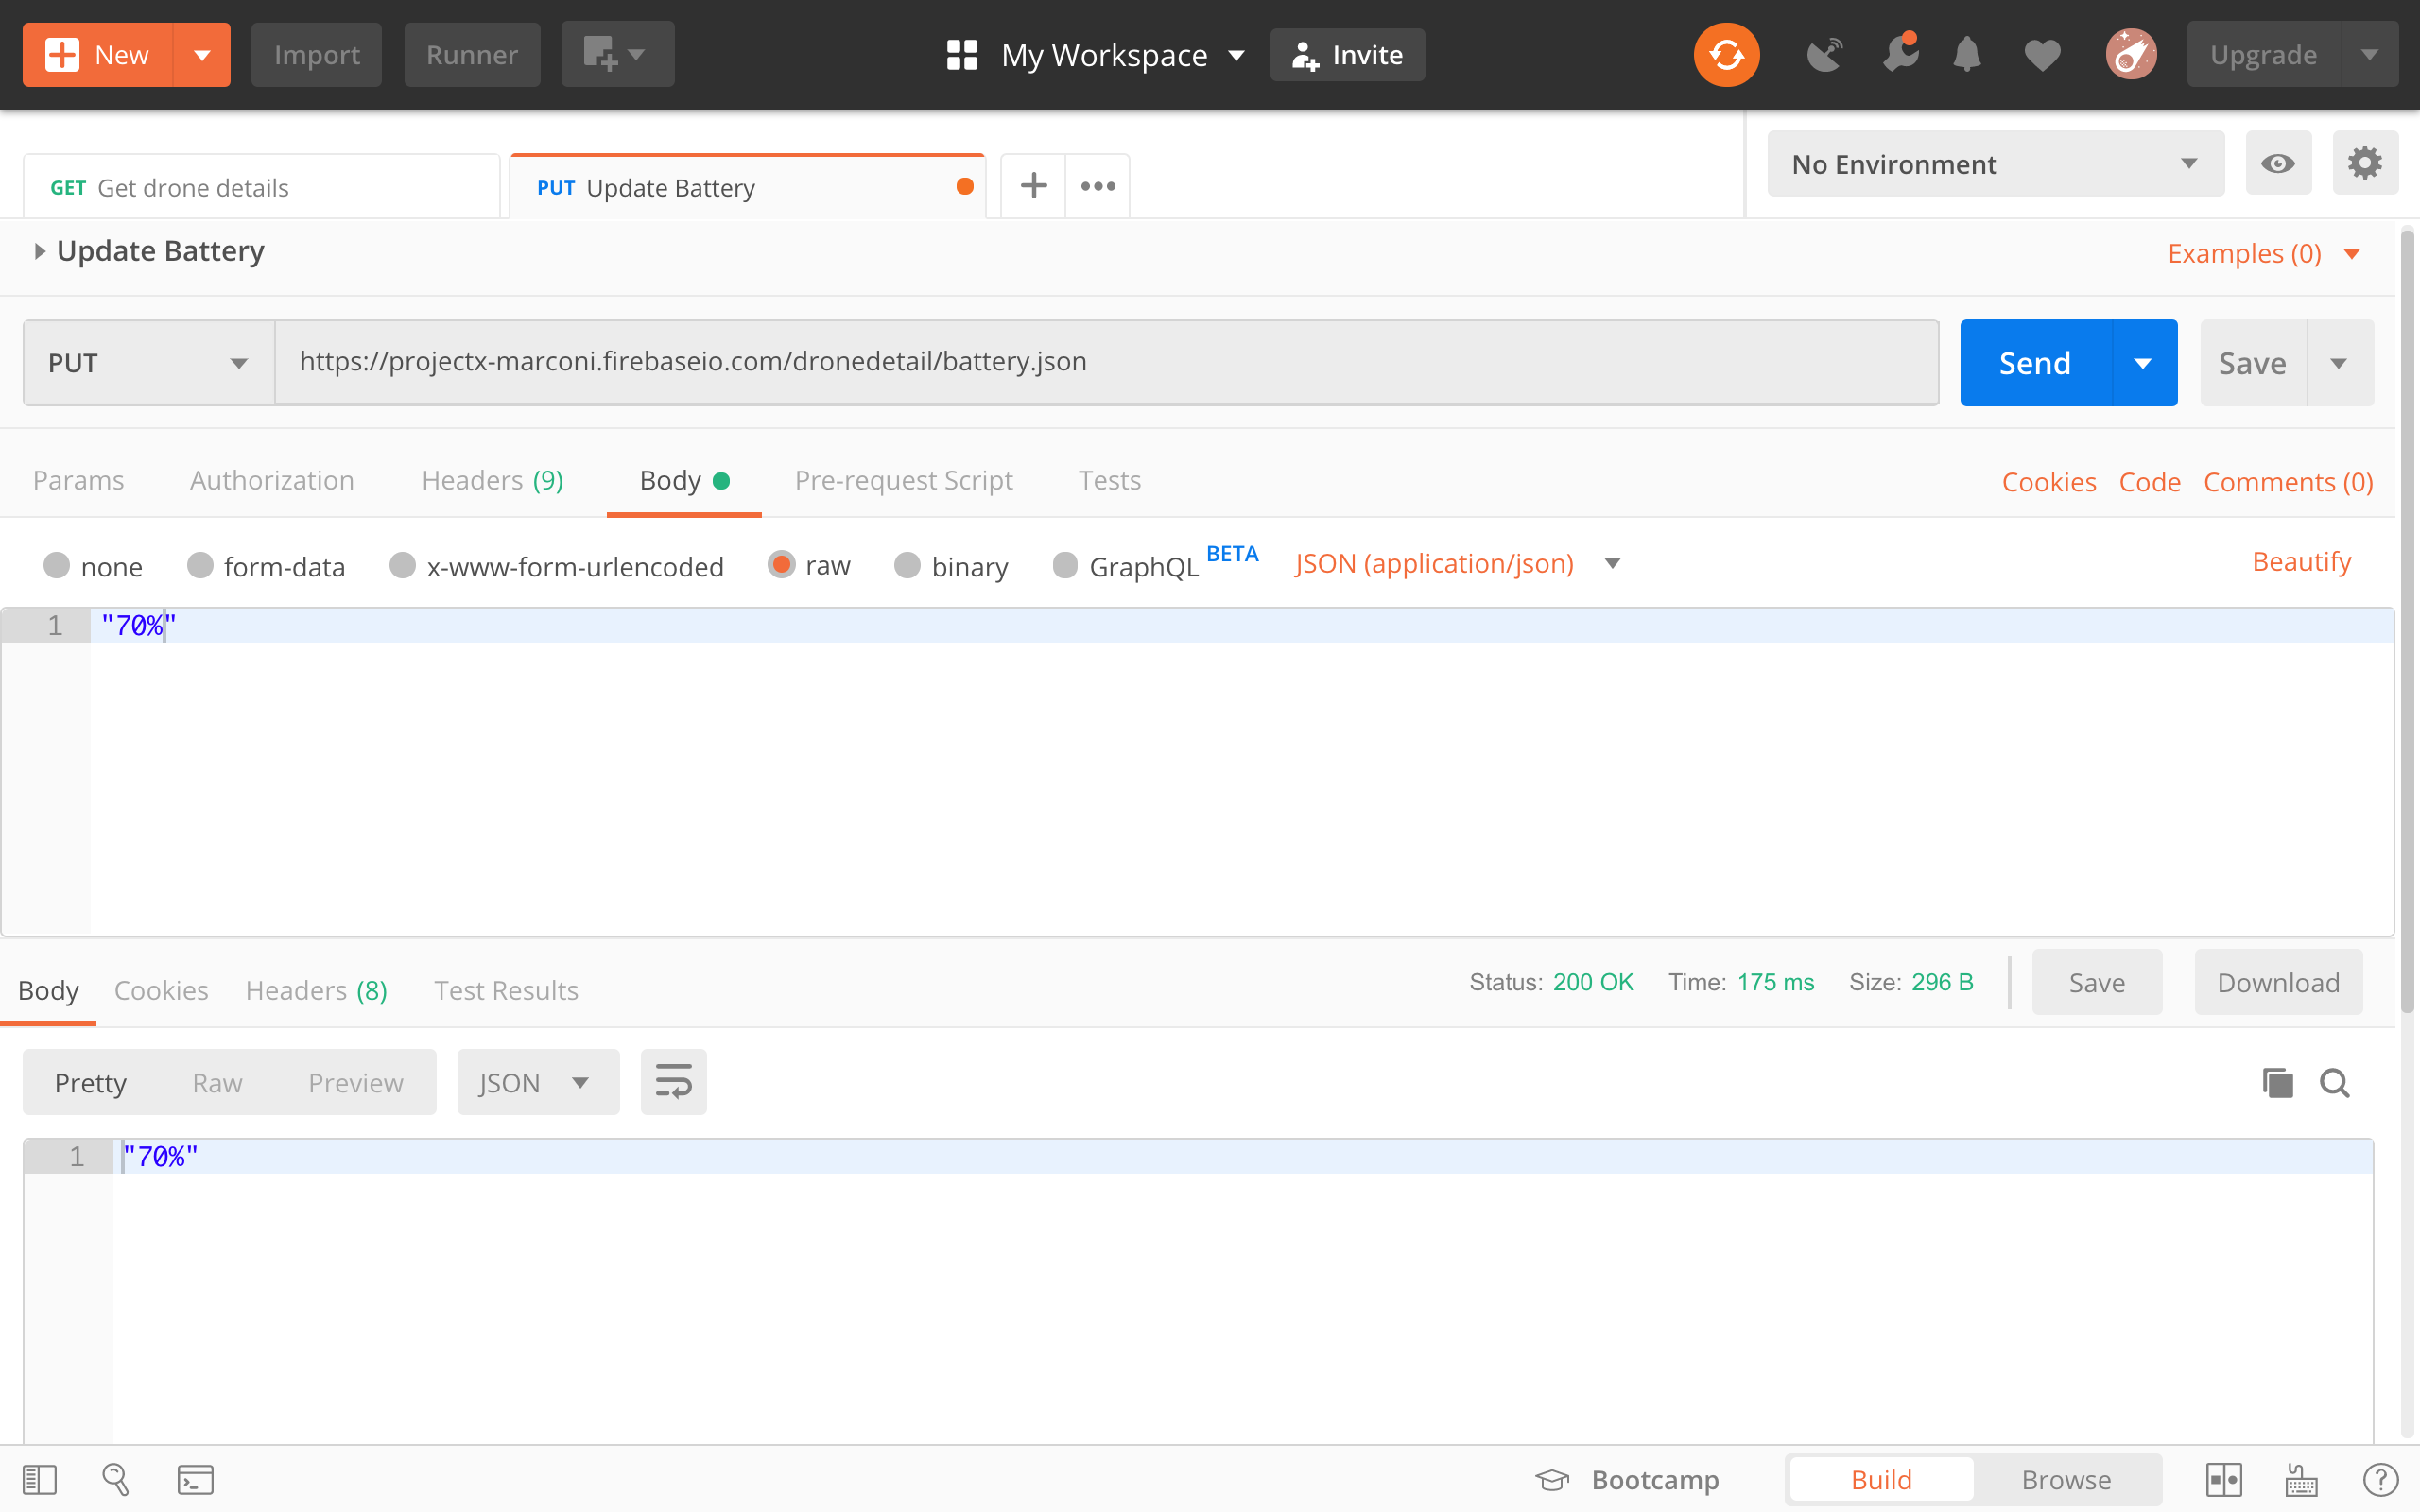 New Import Runner My Workspace Invite Upgrade
GET Get drone details PUT Update Battery No Environment
Update Battery Examples (0)
PUT https://projectx-marconi.firebaseio.com/dronedetail/battery.json Send Save
Params Authorization Headers (9) Body Pre-request Script Tests Cookies Code Comments (0)
none form-data x-www-form-urlencoded raw binary GraphQL BETA JSON (application/json) Beautify
1 "70%"
Body Cookies Headers (8) Test Results Status: 200 OK Time: 175 ms Size: 296 B Save Download
Pretty Raw Preview JSON
1 "70%"
Bootcamp Build Browse